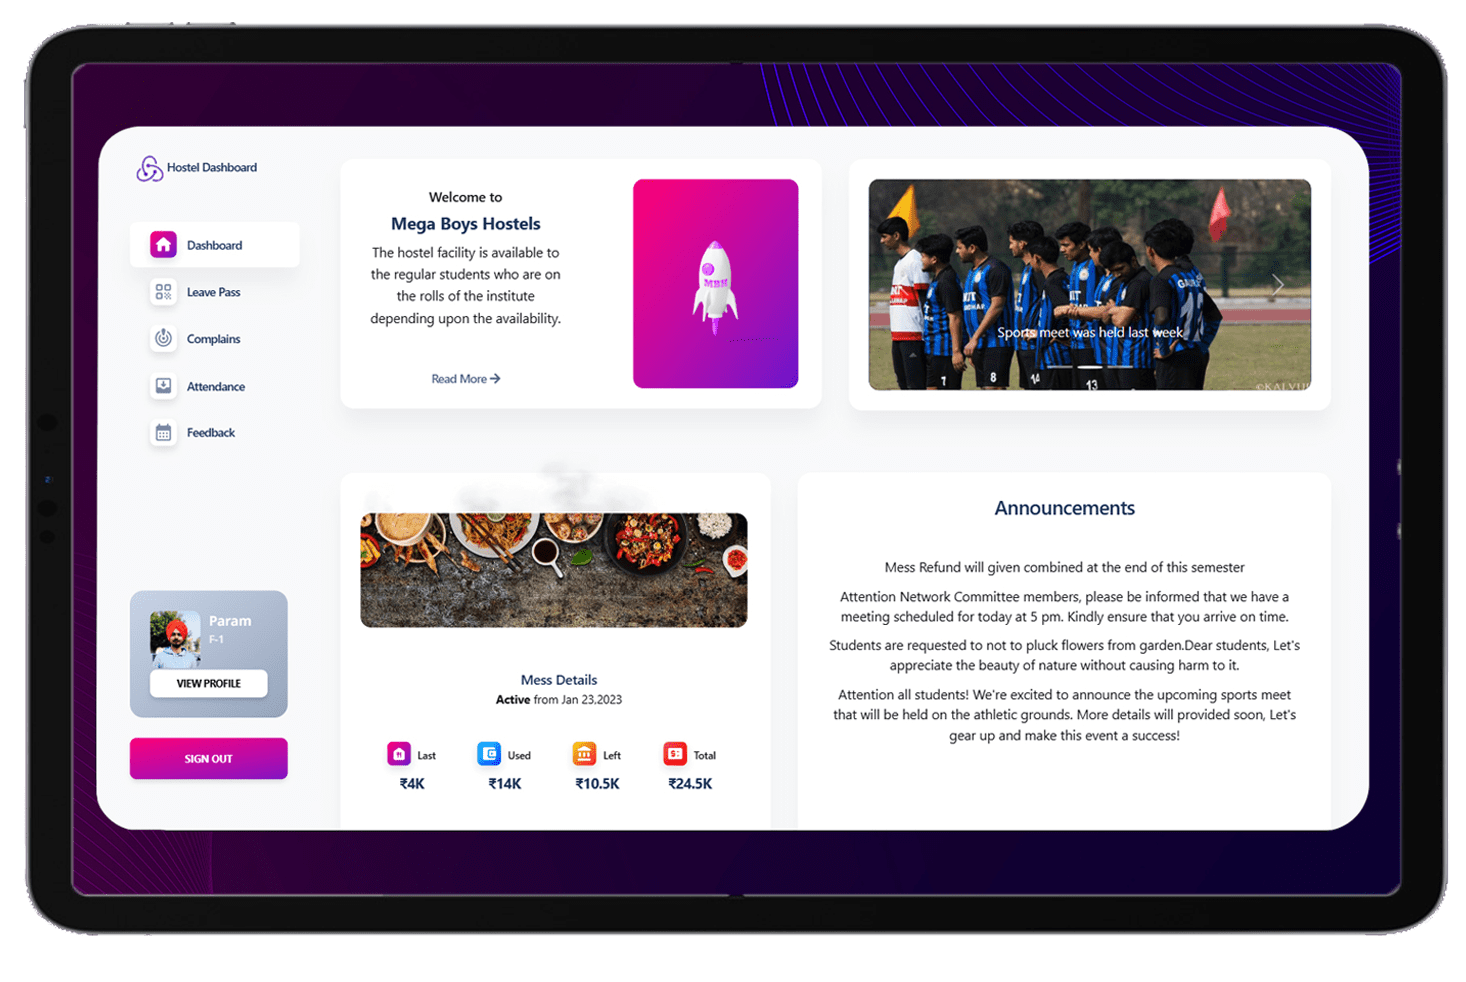 Hostel Dashboard
Dashboard
Leave Pass
Complains
Attendance
Feedback
Param
F-1
VIEW PROFILE
SIGN OUT
Welcome to
Mega Boys Hostels
The hostel facility is available to
the regular students who are on
the rolls of the institute
depending upon the availability.
Read More
MBH
Sports meet was held last week
7
8
14
13
Mess Details
Active from Jan 23,2023
Last
₹4K
Used
₹14K
Left
₹10.5K
Total
₹24.5K
Announcements
Mess Refund will given combined at the end of this semester
Attention Network Committee members, please be informed that we have a
meeting scheduled for today at 5 pm. Kindly ensure that you arrive on time.
Students are requested to not to pluck flowers from garden.Dear students, Let's
appreciate the beauty of nature without causing harm to it.
Attention all students! We're excited to announce the upcoming sports meet
that will be held on the athletic grounds. More details will provided soon, Let's
gear up and make this event a success!